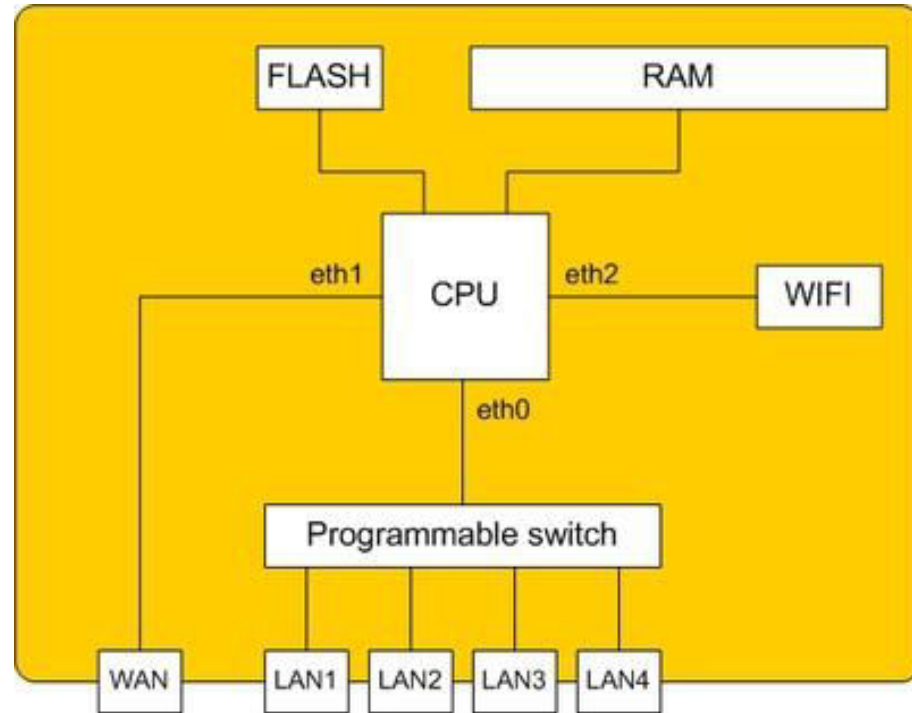 FLASH
RAM
eth1
CPU
eth2
WIFI
eth0
Programmable switch
WAN
LAN1
LAN2
LAN3
LAN4